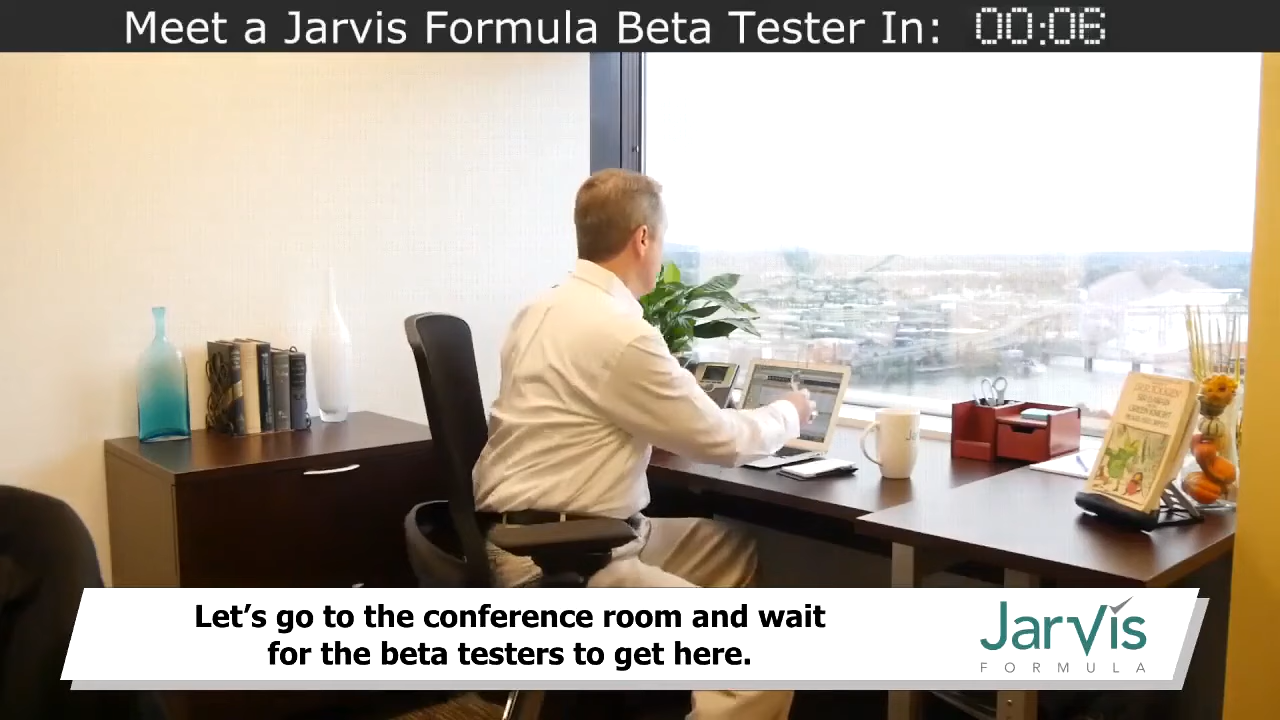 Meet a Jarvis Formula Beta Tester In: 00:06
Let's go to the conference room and wait
for the beta testers to get here.
Jarvis
FORMULA